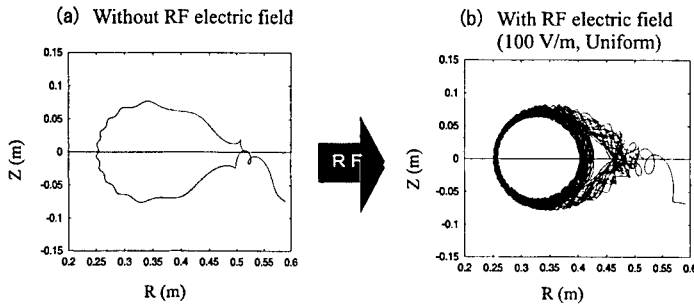 (a) Without RF electric field
0.15
0.1
0.05
0
-0.05
-0.1
-0.15
Z (m)
0.2 0.25 0.3 0.35 0.4 0.45 0.5 0.55 0.6
R (m)
RF
(b) With RF electric field
(100 V/m, Uniform)
0.15
0.1
0.05
0
-0.05
-0.1
-0.15
Z (m)
0.2 0.25 0.3 0.35 0.4 0.45 0.5 0.55 0.6
R (m)